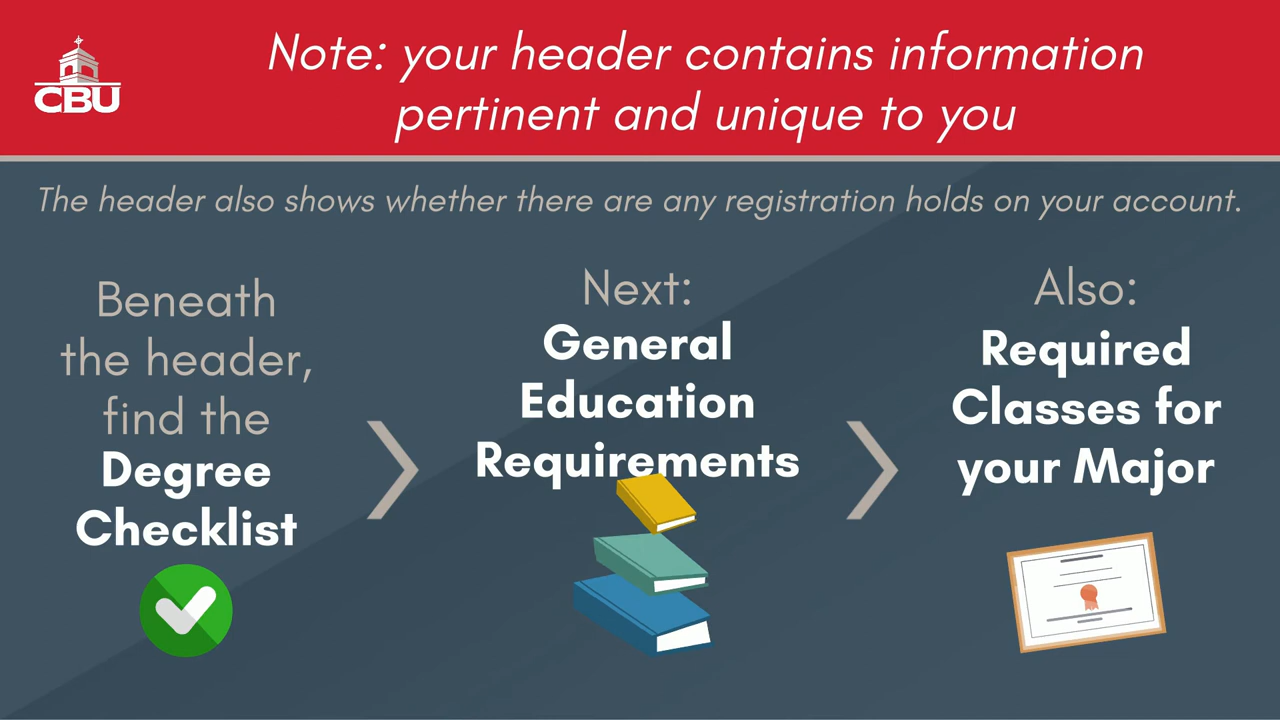 CBU
Note: your header contains information
pertinent and unique to you
The header also shows whether there are any registration holds on your account.
Beneath
the header,
find the
Degree
Checklist
Next:
General
Education
Requirements
Also:
Required
Classes for
your Major